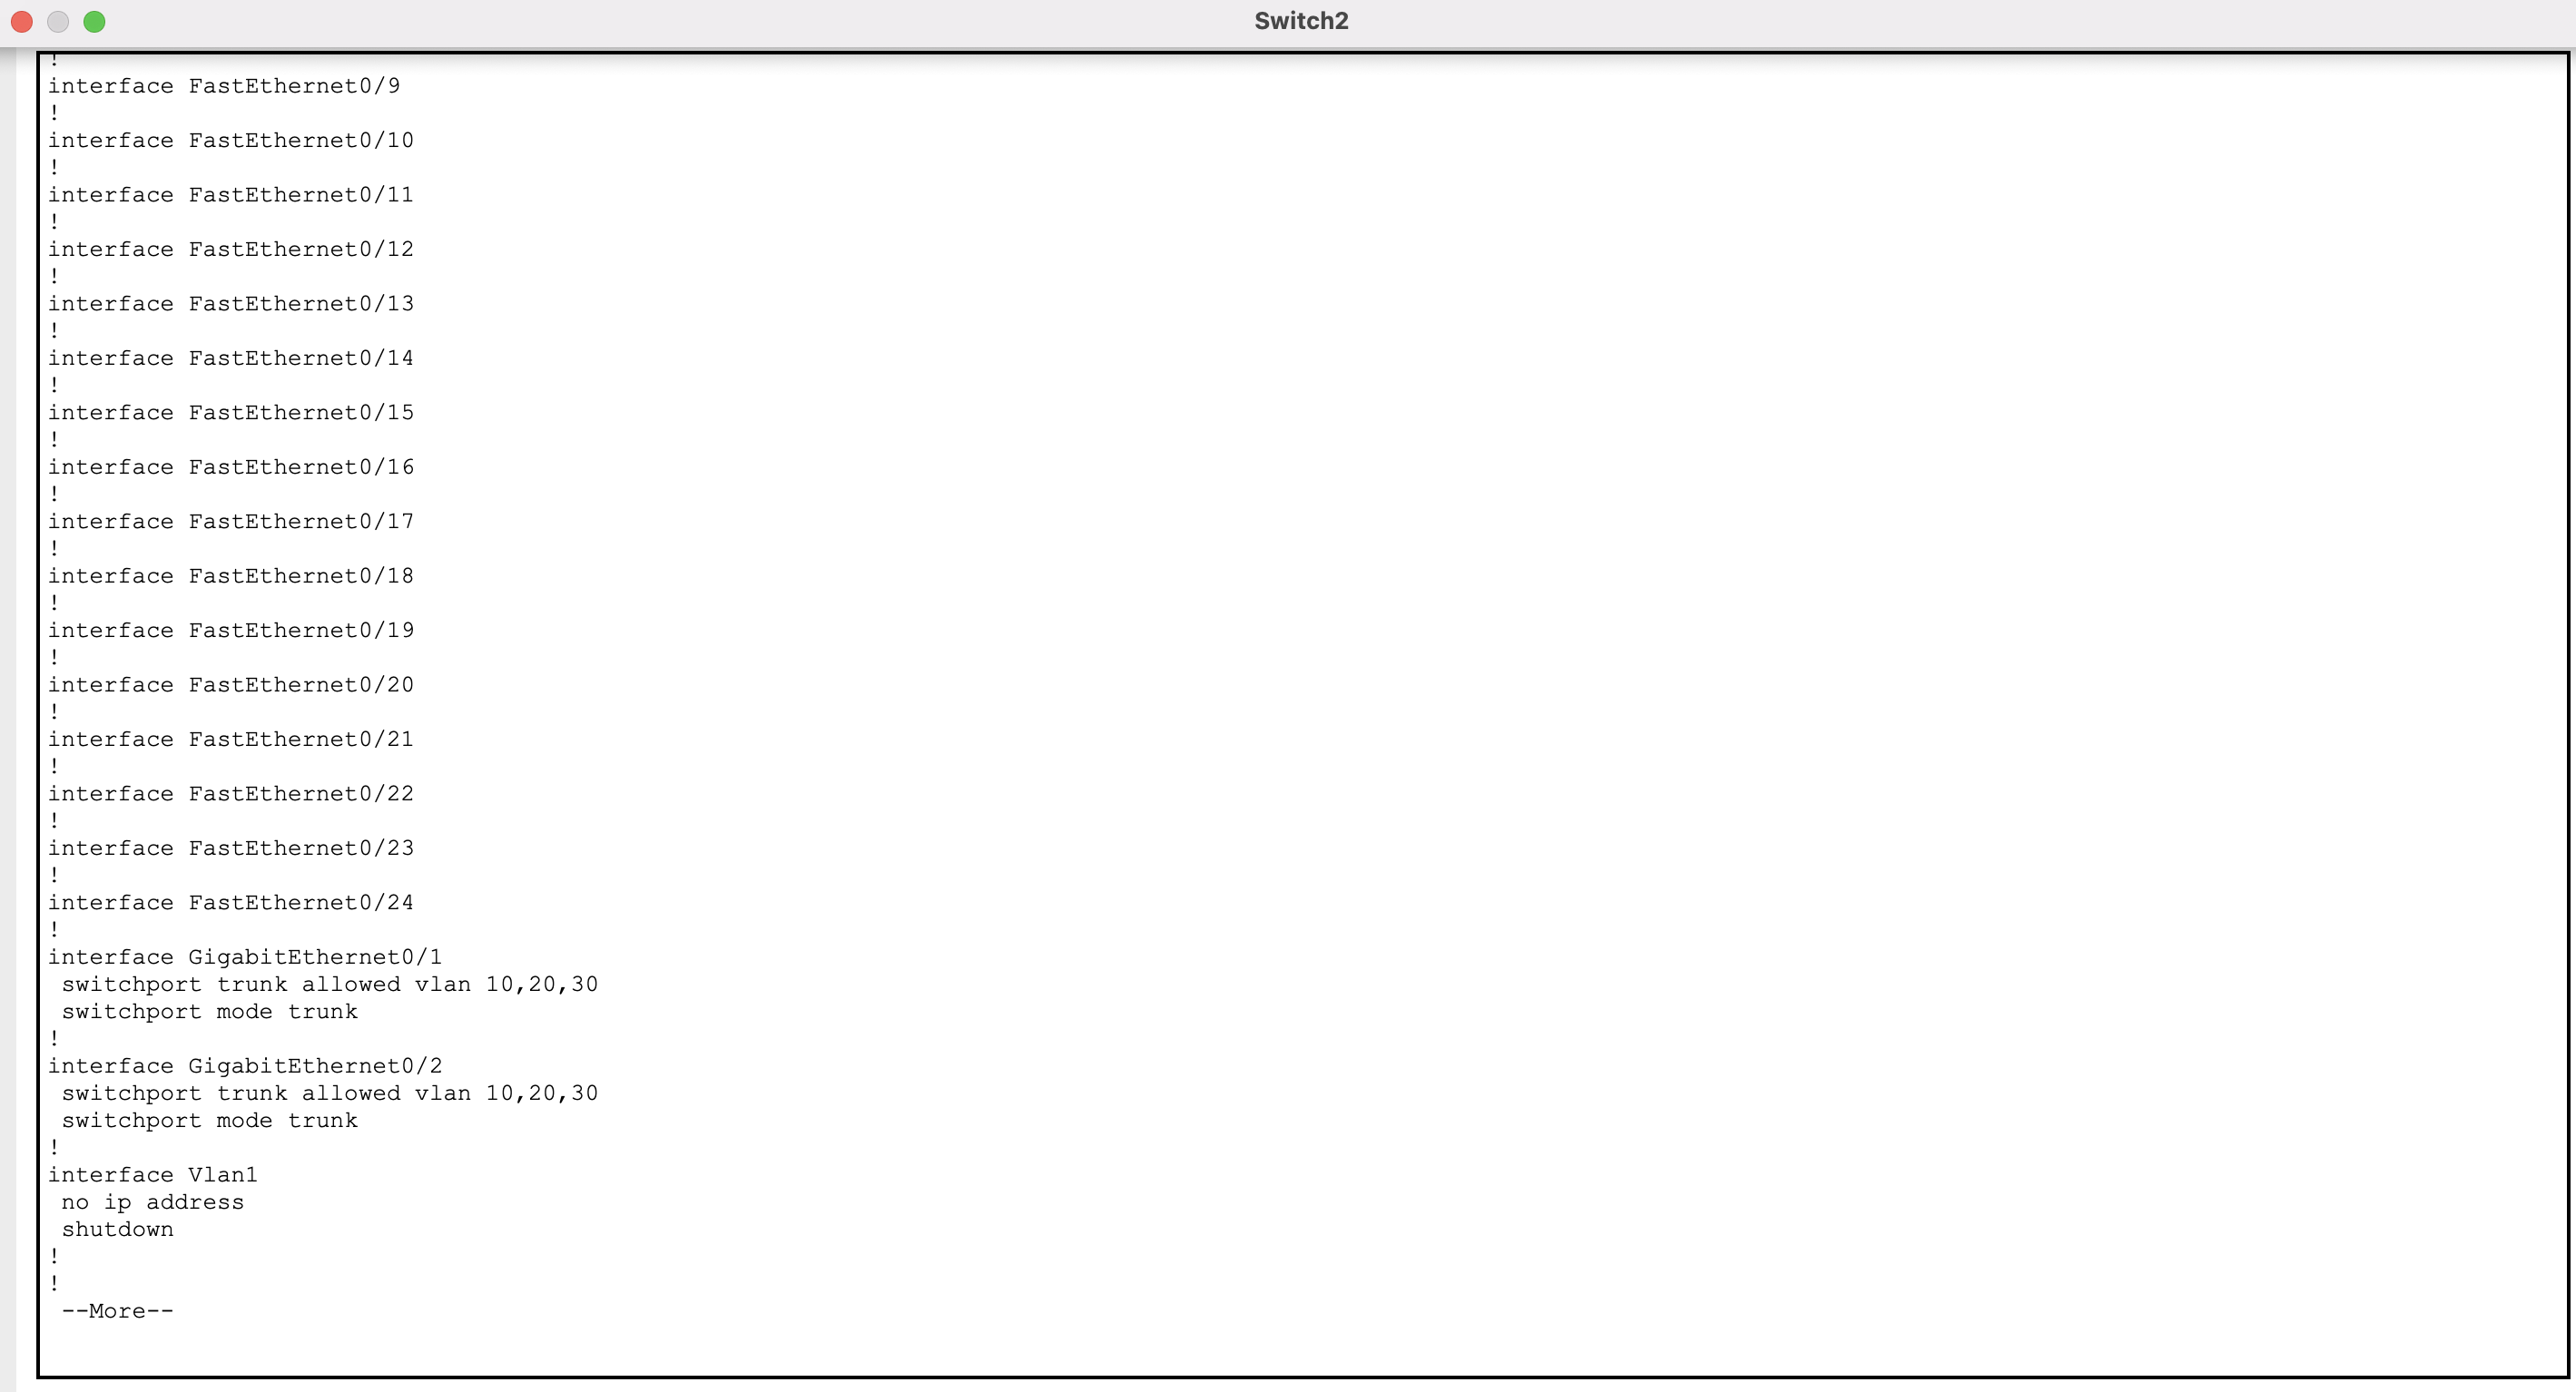 Switch2
!
interface FastEthernet0/9
!
interface FastEthernet0/10
!
interface FastEthernet0/11
!
interface FastEthernet0/12
!
interface FastEthernet0/13
!
interface FastEthernet0/14
!
interface FastEthernet0/15
!
interface FastEthernet0/16
!
interface FastEthernet0/17
!
interface FastEthernet0/18
!
interface FastEthernet0/19
!
interface FastEthernet0/20
!
interface FastEthernet0/21
!
interface FastEthernet0/22
!
interface FastEthernet0/23
!
interface FastEthernet0/24
!
interface GigabitEthernet0/1
 switchport trunk allowed vlan 10,20,30
 switchport mode trunk
!
interface GigabitEthernet0/2
 switchport trunk allowed vlan 10,20,30
 switchport mode trunk
!
interface Vlan1
 no ip address
 shutdown
!
!
 --More--